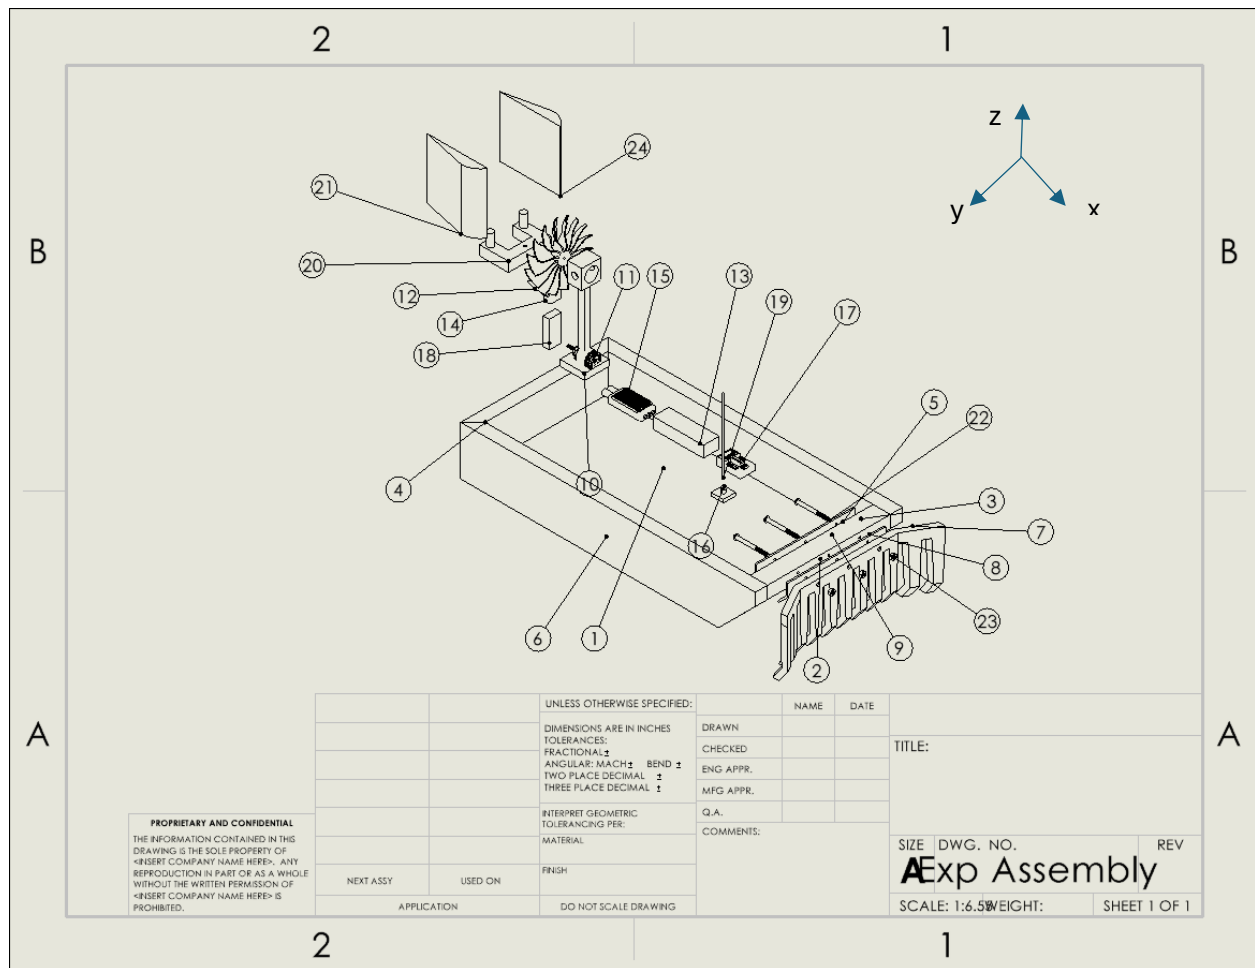 2
1
z
y
x
B
B
24
21
20
12
14
18
11
15
13
19
17
5
22
4
10
16
3
7
8
23
6
1
2
9
A
A
UNLESS OTHERWISE SPECIFIED:
DIMENSIONS ARE IN INCHES
TOLERANCES:
FRACTIONAL±
ANGULAR: MACH± BEND ±
TWO PLACE DECIMAL ±
THREE PLACE DECIMAL ±
INTERPRET GEOMETRIC
TOLERANCING PER:
MATERIAL
FINISH
DO NOT SCALE DRAWING
NAME DATE
DRAWN
CHECKED
ENG APPR.
MFG APPR.
Q.A.
COMMENTS:
TITLE:
SIZE DWG. NO. REV
A Exp Assembly
SCALE: 1:6.55 WEIGHT: SHEET 1 OF 1
PROPRIETARY AND CONFIDENTIAL
THE INFORMATION CONTAINED IN THIS
DRAWING IS THE SOLE PROPERTY OF
<INSERT COMPANY NAME HERE>. ANY
REPRODUCTION IN PART OR AS A WHOLE
WITHOUT THE WRITTEN PERMISSION OF
<INSERT COMPANY NAME HERE> IS
PROHIBITED.
NEXT ASSY USED ON
APPLICATION
2
1